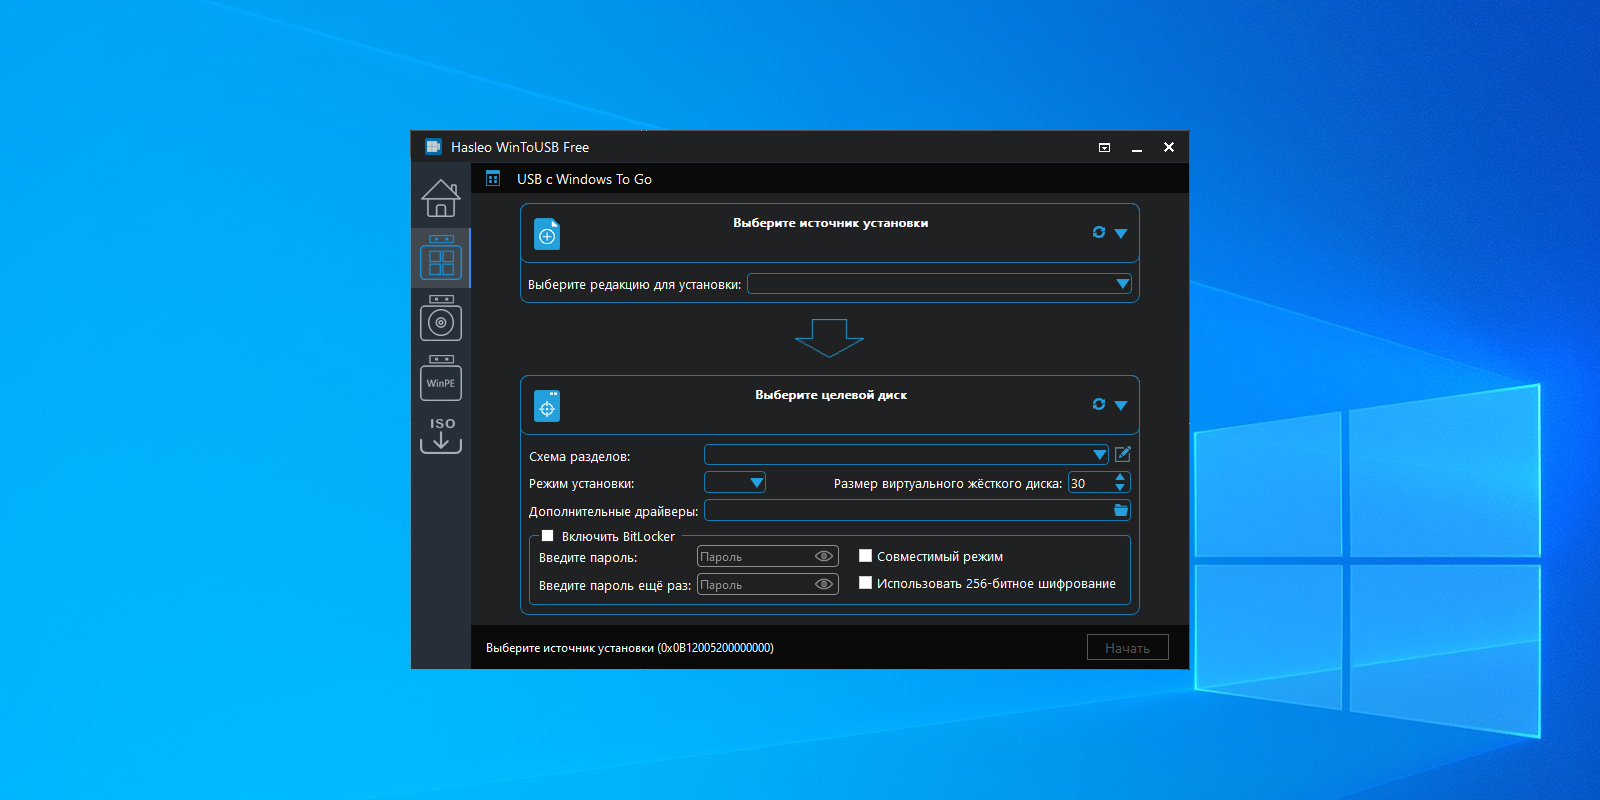 Hasleo WinToUSB Free
USB с Windows To Go
Выберите источник установки
Выберите редакцию для установки:
WinPE
ISO
Выберите целевой диск
Схема разделов:
Режим установки:
Размер виртуального жёсткого диска: 30
Дополнительные драйверы:
Включить BitLocker
Введите пароль: Пароль
Совместимый режим
Введите пароль ещё раз: Пароль
Использовать 256-битное шифрование
Выберите источник установки (0x0B12005200000000)
Начать